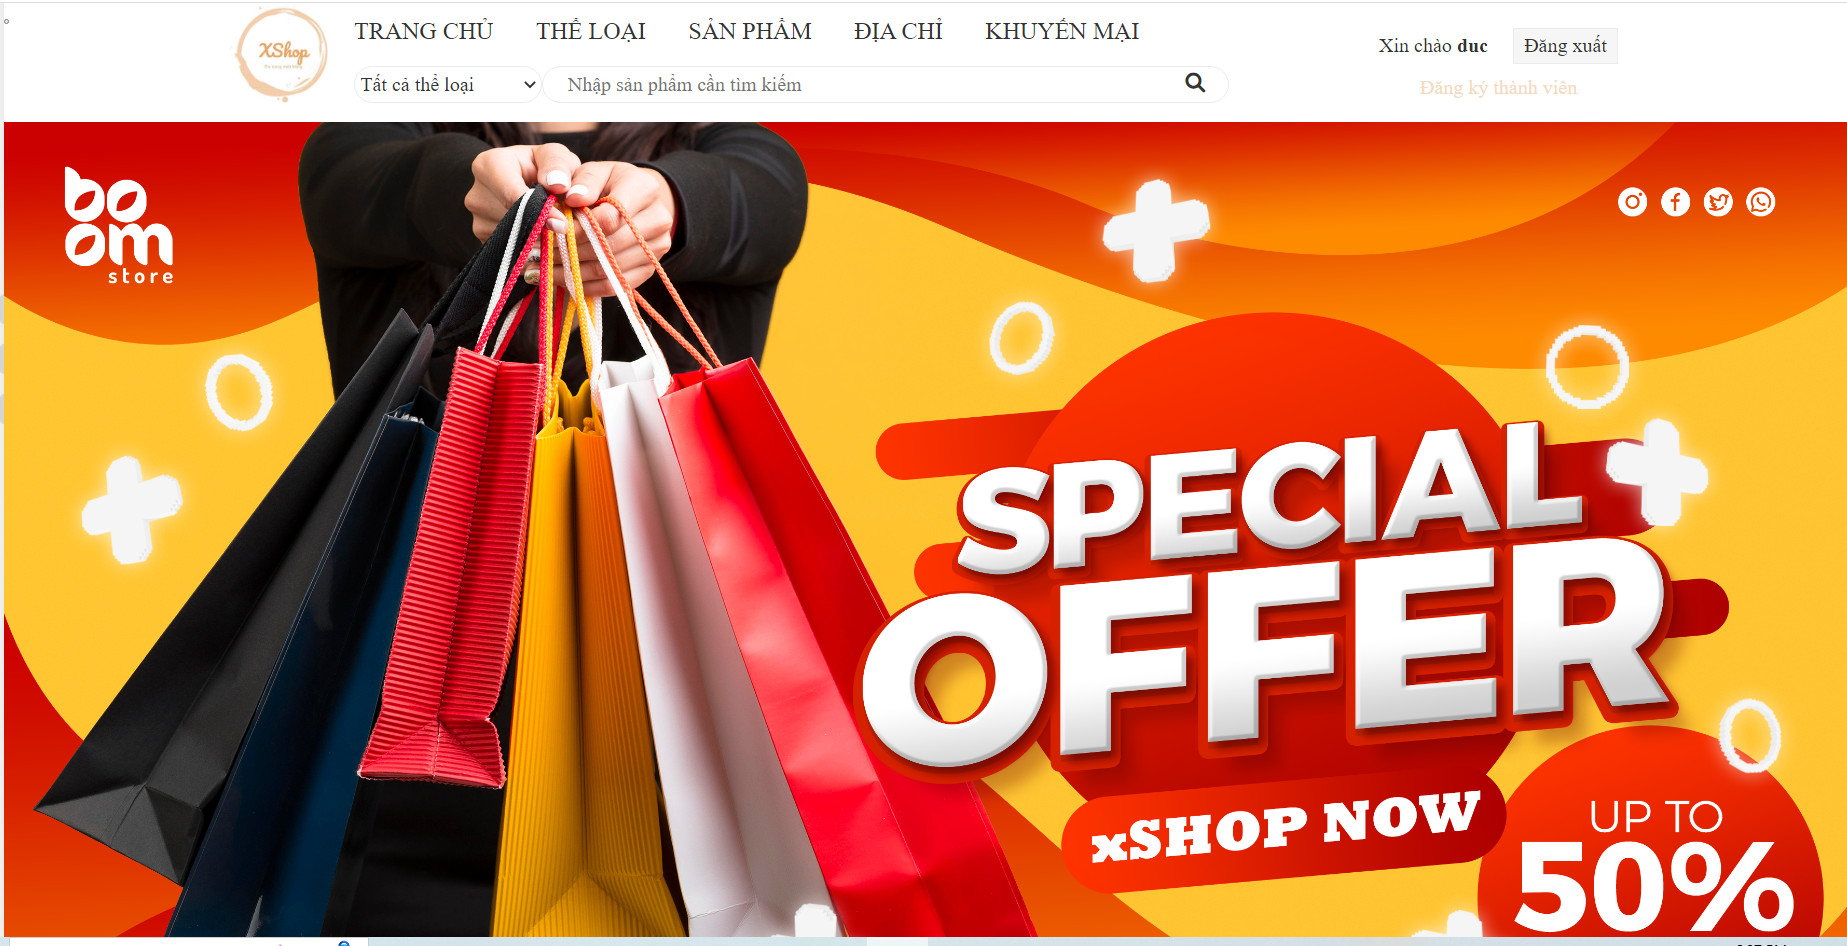 XShop
TRANG CHỦ THỂ LOẠI SẢN PHẨM ĐỊA CHỈ KHUYẾN MẠI
Xin chào duc Đăng xuất
Tất cả thể loại Nhập sản phẩm cần tìm kiếm
Đăng ký thành viên
boom
store
SPECIAL
OFFER
xSHOP NOW
UP TO
50%